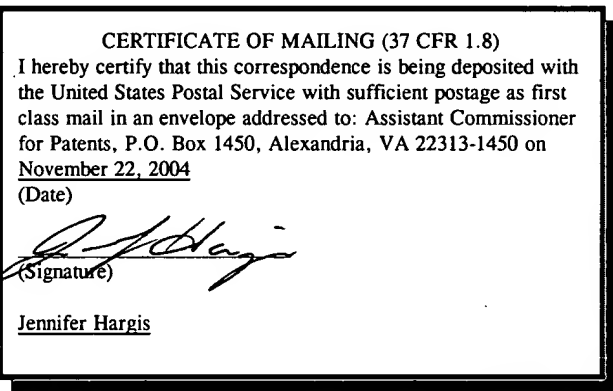 CERTIFICATE OF MAILING (37 CFR 1.8)
I hereby certify that this correspondence is being deposited with
the United States Postal Service with sufficient postage as first
class mail in an envelope addressed to: Assistant Commissioner
for Patents, P.O. Box 1450, Alexandria, VA 22313-1450 on
November 22, 2004
(Date)
J Hargis
(Signature)
Jennifer Hargis